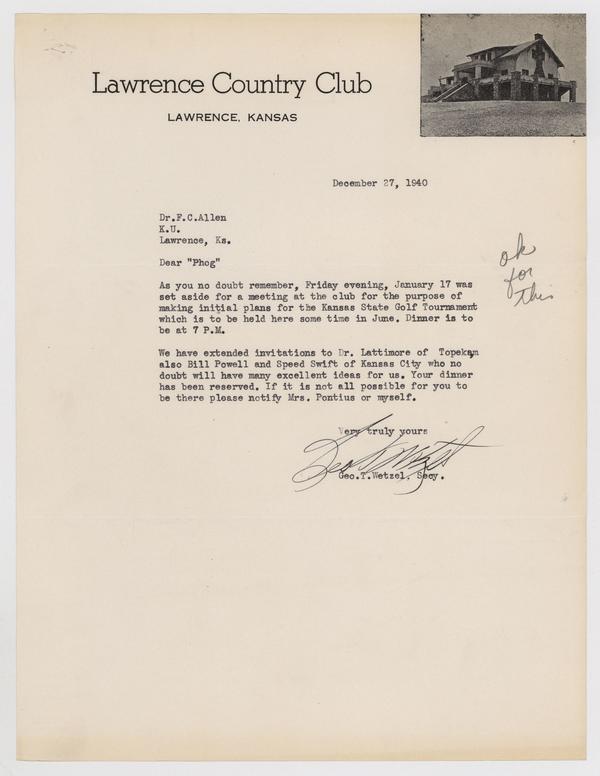 Lawrence Country Club
LAWRENCE, KANSAS
December 27, 1940
Dr.F.C.Allen
K.U.
Lawrence, Ks.
Dear "Phog"
ok
for
this
As you no doubt remember, Friday evening, January 17 was
set aside for a meeting at the club for the purpose of
making initial plans for the Kansas State Golf Tournament
which is to be held here some time in June. Dinner is to
be at 7 P.M.
We have extended invitations to Dr. Lattimore of Topekam
also Bill Powell and Speed Swift of Kansas City who no
doubt will have many excellent ideas for us. Your dinner
has been reserved. If it is not all possible for you to
be there please notify Mrs. Pontius or myself.
Very truly yours
Geo T Wetzel
Geo.T.Wetzel, Secy.